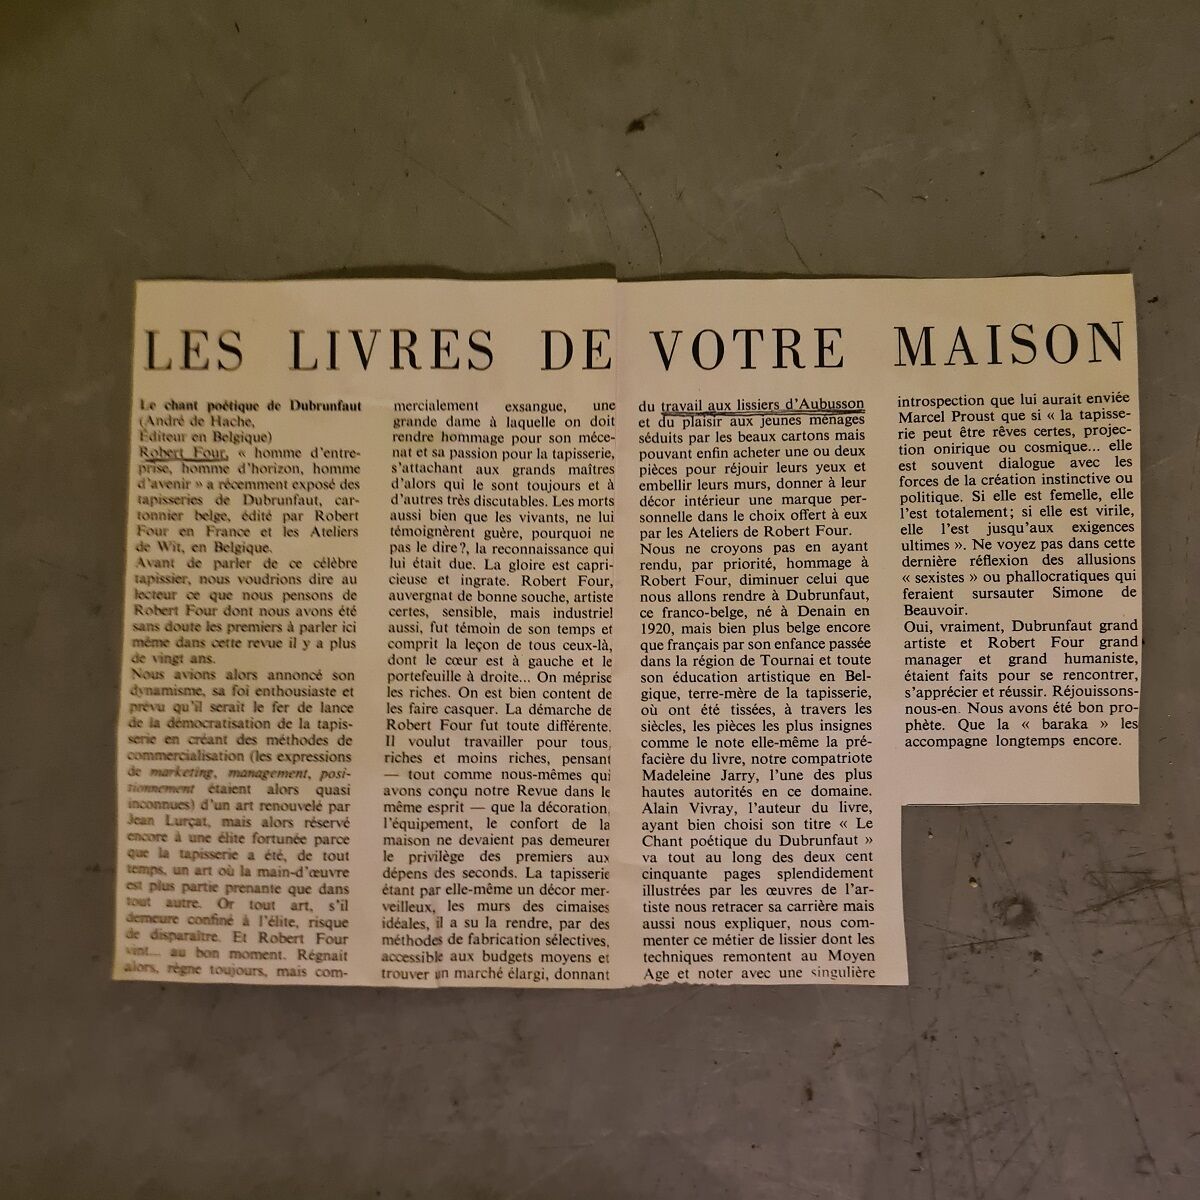 LES LIVRES DE VOTRE MAISON
Le chant poétique de Dubrunfaut
(André de Hache,
Éditeur en Belgique)
Robert Four, « homme d'entre-
prise, homme d'horizon, homme
d'avenir » a récemment exposé des
tapisseries de Dubrunfaut, car-
tonnier belge, édité par Robert
Four en France et les Ateliers
de Wit, en Belgique.
Avant de parler de ce célèbre
tapissier, nous voudrions dire au
lecteur ce que nous pensons de
Robert Four dont nous avons été
sans doute les premiers à parler ici
même dans cette revue il y a plus
de vingt ans.
Nous avions alors annoncé son
dynamisme, sa foi enthousiaste et
prévu qu'il serait le fer de lance
de la démocratisation de la tapis-
serie en créant des méthodes de
commercialisation (les expressions
de marketing, management, posi-
tionnement étaient alors quasi
inconnues) d'un art renouvelé par
Jean Lurçat, mais alors réservé
encore à une élite fortunée parce
que la tapisserie a été, de tout
temps, un art où la main-d'œuvre
est plus partie prenante que dans
tout autre. Or tout art, s'il
demeure confiné à l'élite, risque
de disparaître. Et Robert Four
vint... au bon moment. Régnait
alors, règne toujours, mais com-
mercialement exsangue, une
grande dame à laquelle on doit
rendre hommage pour son méce-
nat et sa passion pour la tapisserie,
s'attachant aux grands maîtres
d'alors qui le sont toujours et à
d'autres très discutables. Les morts
aussi bien que les vivants, ne lui
témoignèrent guère, pourquoi ne
pas le dire?, la reconnaissance qui
lui était due. La gloire est capri-
cieuse et ingrate. Robert Four,
auvergnat de bonne souche, artiste
certes, sensible, mais industriel
aussi, fut témoin de son temps et
comprit la leçon de tous ceux-là,
dont le cœur est à gauche et le
portefeuille à droite... On méprise
les riches. On est bien content de
les faire casquer. La démarche de
Robert Four fut toute différente.
Il voulut travailler pour tous,
riches et moins riches, pensant
— tout comme nous-mêmes qui
avons conçu notre Revue dans le
même esprit — que la décoration,
l'équipement, le confort de la
maison ne devaient pas demeurer
le privilège des premiers aux
dépens des seconds. La tapisserie
étant par elle-même un décor mer-
veilleux, les murs des cimaises
idéales, il a su la rendre, par des
méthodes de fabrication sélectives,
accessible aux budgets moyens et
trouver un marché élargi, donnant
du travail aux lissiers d'Aubusson
et du plaisir aux jeunes ménages
séduits par les beaux cartons mais
pouvant enfin acheter une ou deux
pièces pour réjouir leurs yeux et
embellir leurs murs, donner à leur
décor intérieur une marque per-
sonnelle dans le choix offert à eux
par les Ateliers de Robert Four.
Nous ne croyons pas en ayant
rendu, par priorité, hommage à
Robert Four, diminuer celui que
nous allons rendre à Dubrunfaut,
ce franco-belge, né à Denain en
1920, mais bien plus belge encore
que français par son enfance passée
dans la région de Tournai et toute
son éducation artistique en Bel-
gique, terre-mère de la tapisserie,
où ont été tissées, à travers les
siècles, les pièces les plus insignes
comme le note elle-même la pré-
facière du livre, notre compatriote
Madeleine Jarry, l'une des plus
hautes autorités en ce domaine.
Alain Vivray, l'auteur du livre,
ayant bien choisi son titre « Le
Chant poétique du Dubrunfaut »
va tout au long des deux cent
cinquante pages splendidement
illustrées par les œuvres de l'ar-
tiste nous retracer sa carrière mais
aussi nous expliquer, nous com-
menter ce métier de lissier dont les
techniques remontent au Moyen
Age et noter avec une singulière
introspection que lui aurait enviée
Marcel Proust que si « la tapisse-
rie peut être rêves certes, projec-
tion onirique ou cosmique... elle
est souvent dialogue avec les
forces de la création instinctive ou
politique. Si elle est femelle, elle
l'est totalement; si elle est virile,
elle l'est jusqu'aux exigences
ultimes ». Ne voyez pas dans cette
dernière réflexion des allusions
« sexistes » ou phallocratiques qui
feraient sursauter Simone de
Beauvoir.
Oui, vraiment, Dubrunfaut grand
artiste et Robert Four grand
manager et grand humaniste,
étaient faits pour se rencontrer,
s'apprécier et réussir. Réjouissons-
nous-en. Nous avons été bon pro-
phète. Que la « baraka » les
accompagne longtemps encore.